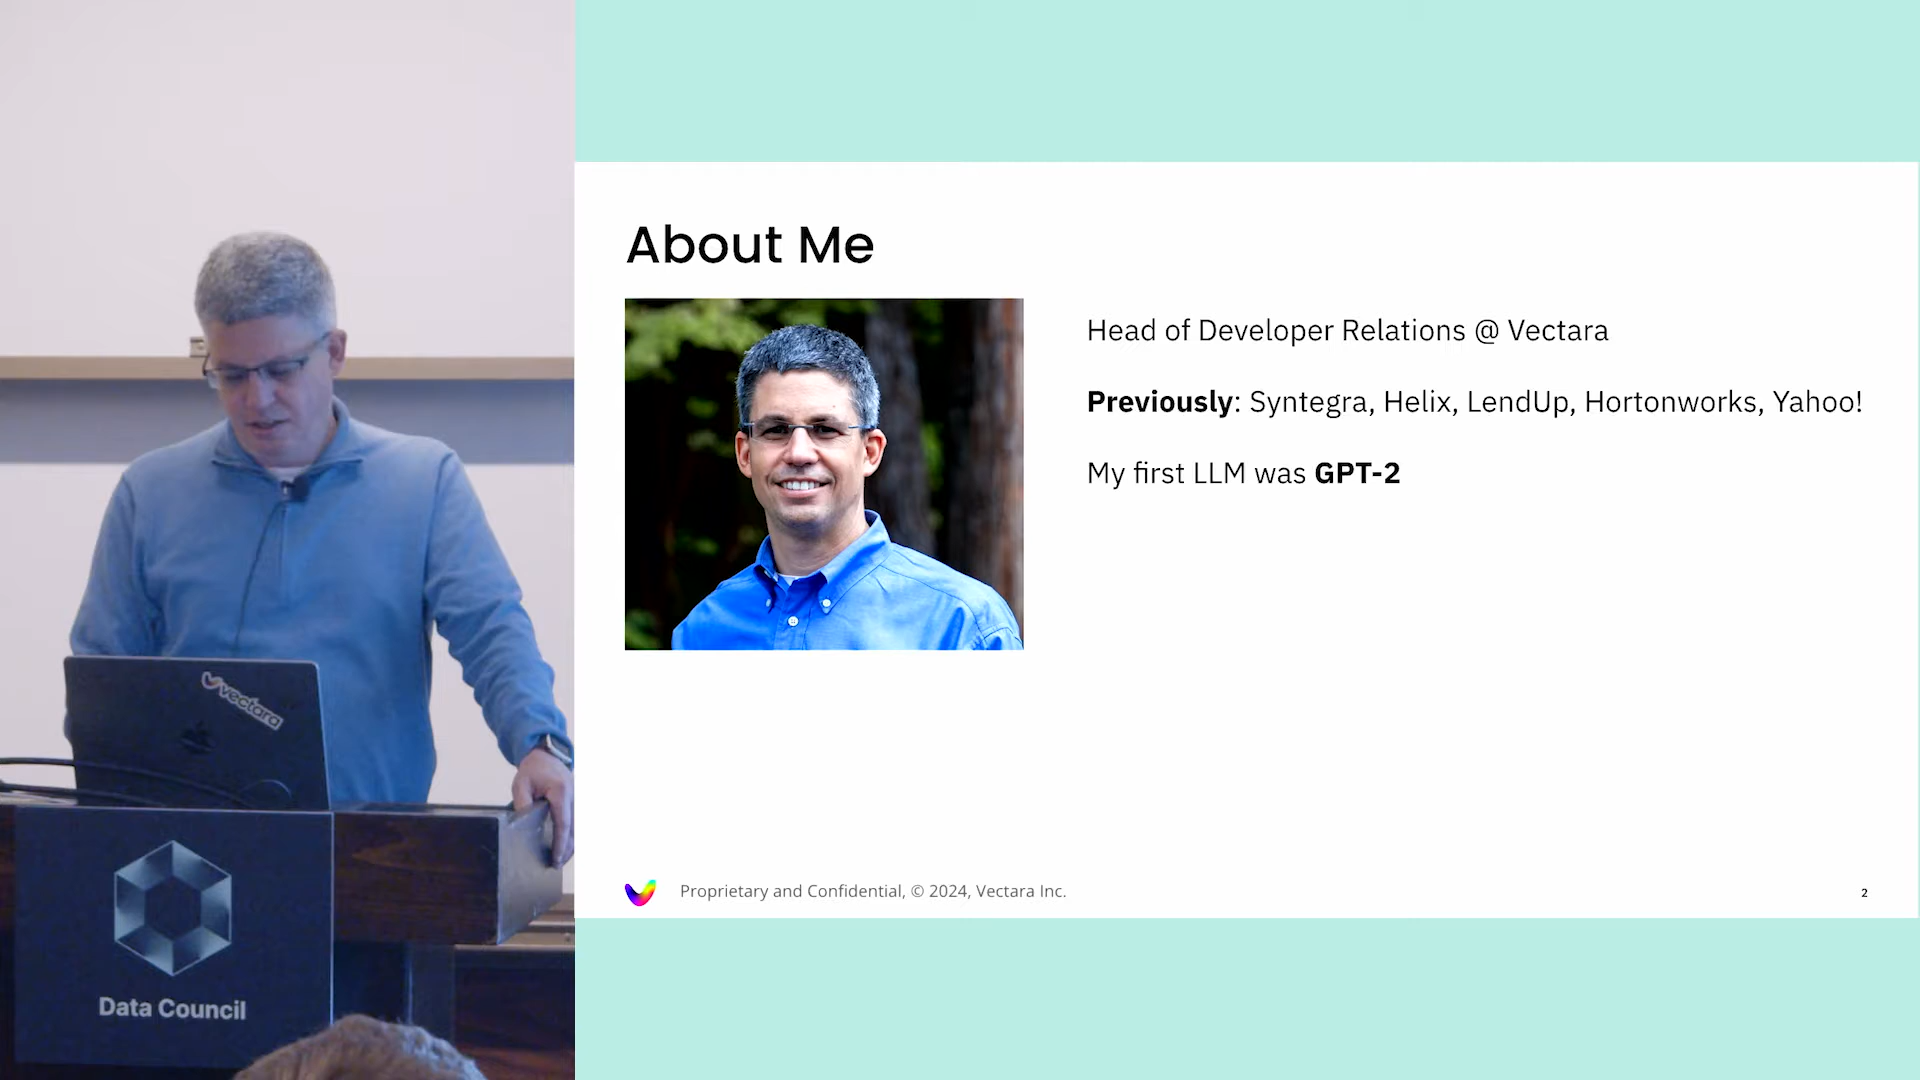 About Me
Head of Developer Relations @ Vectara
Previously: Syntegra, Helix, LendUp, Hortonworks, Yahoo!
My first LLM was GPT-2
Proprietary and Confidential, © 2024, Vectara Inc.
2
vectara
Data Council